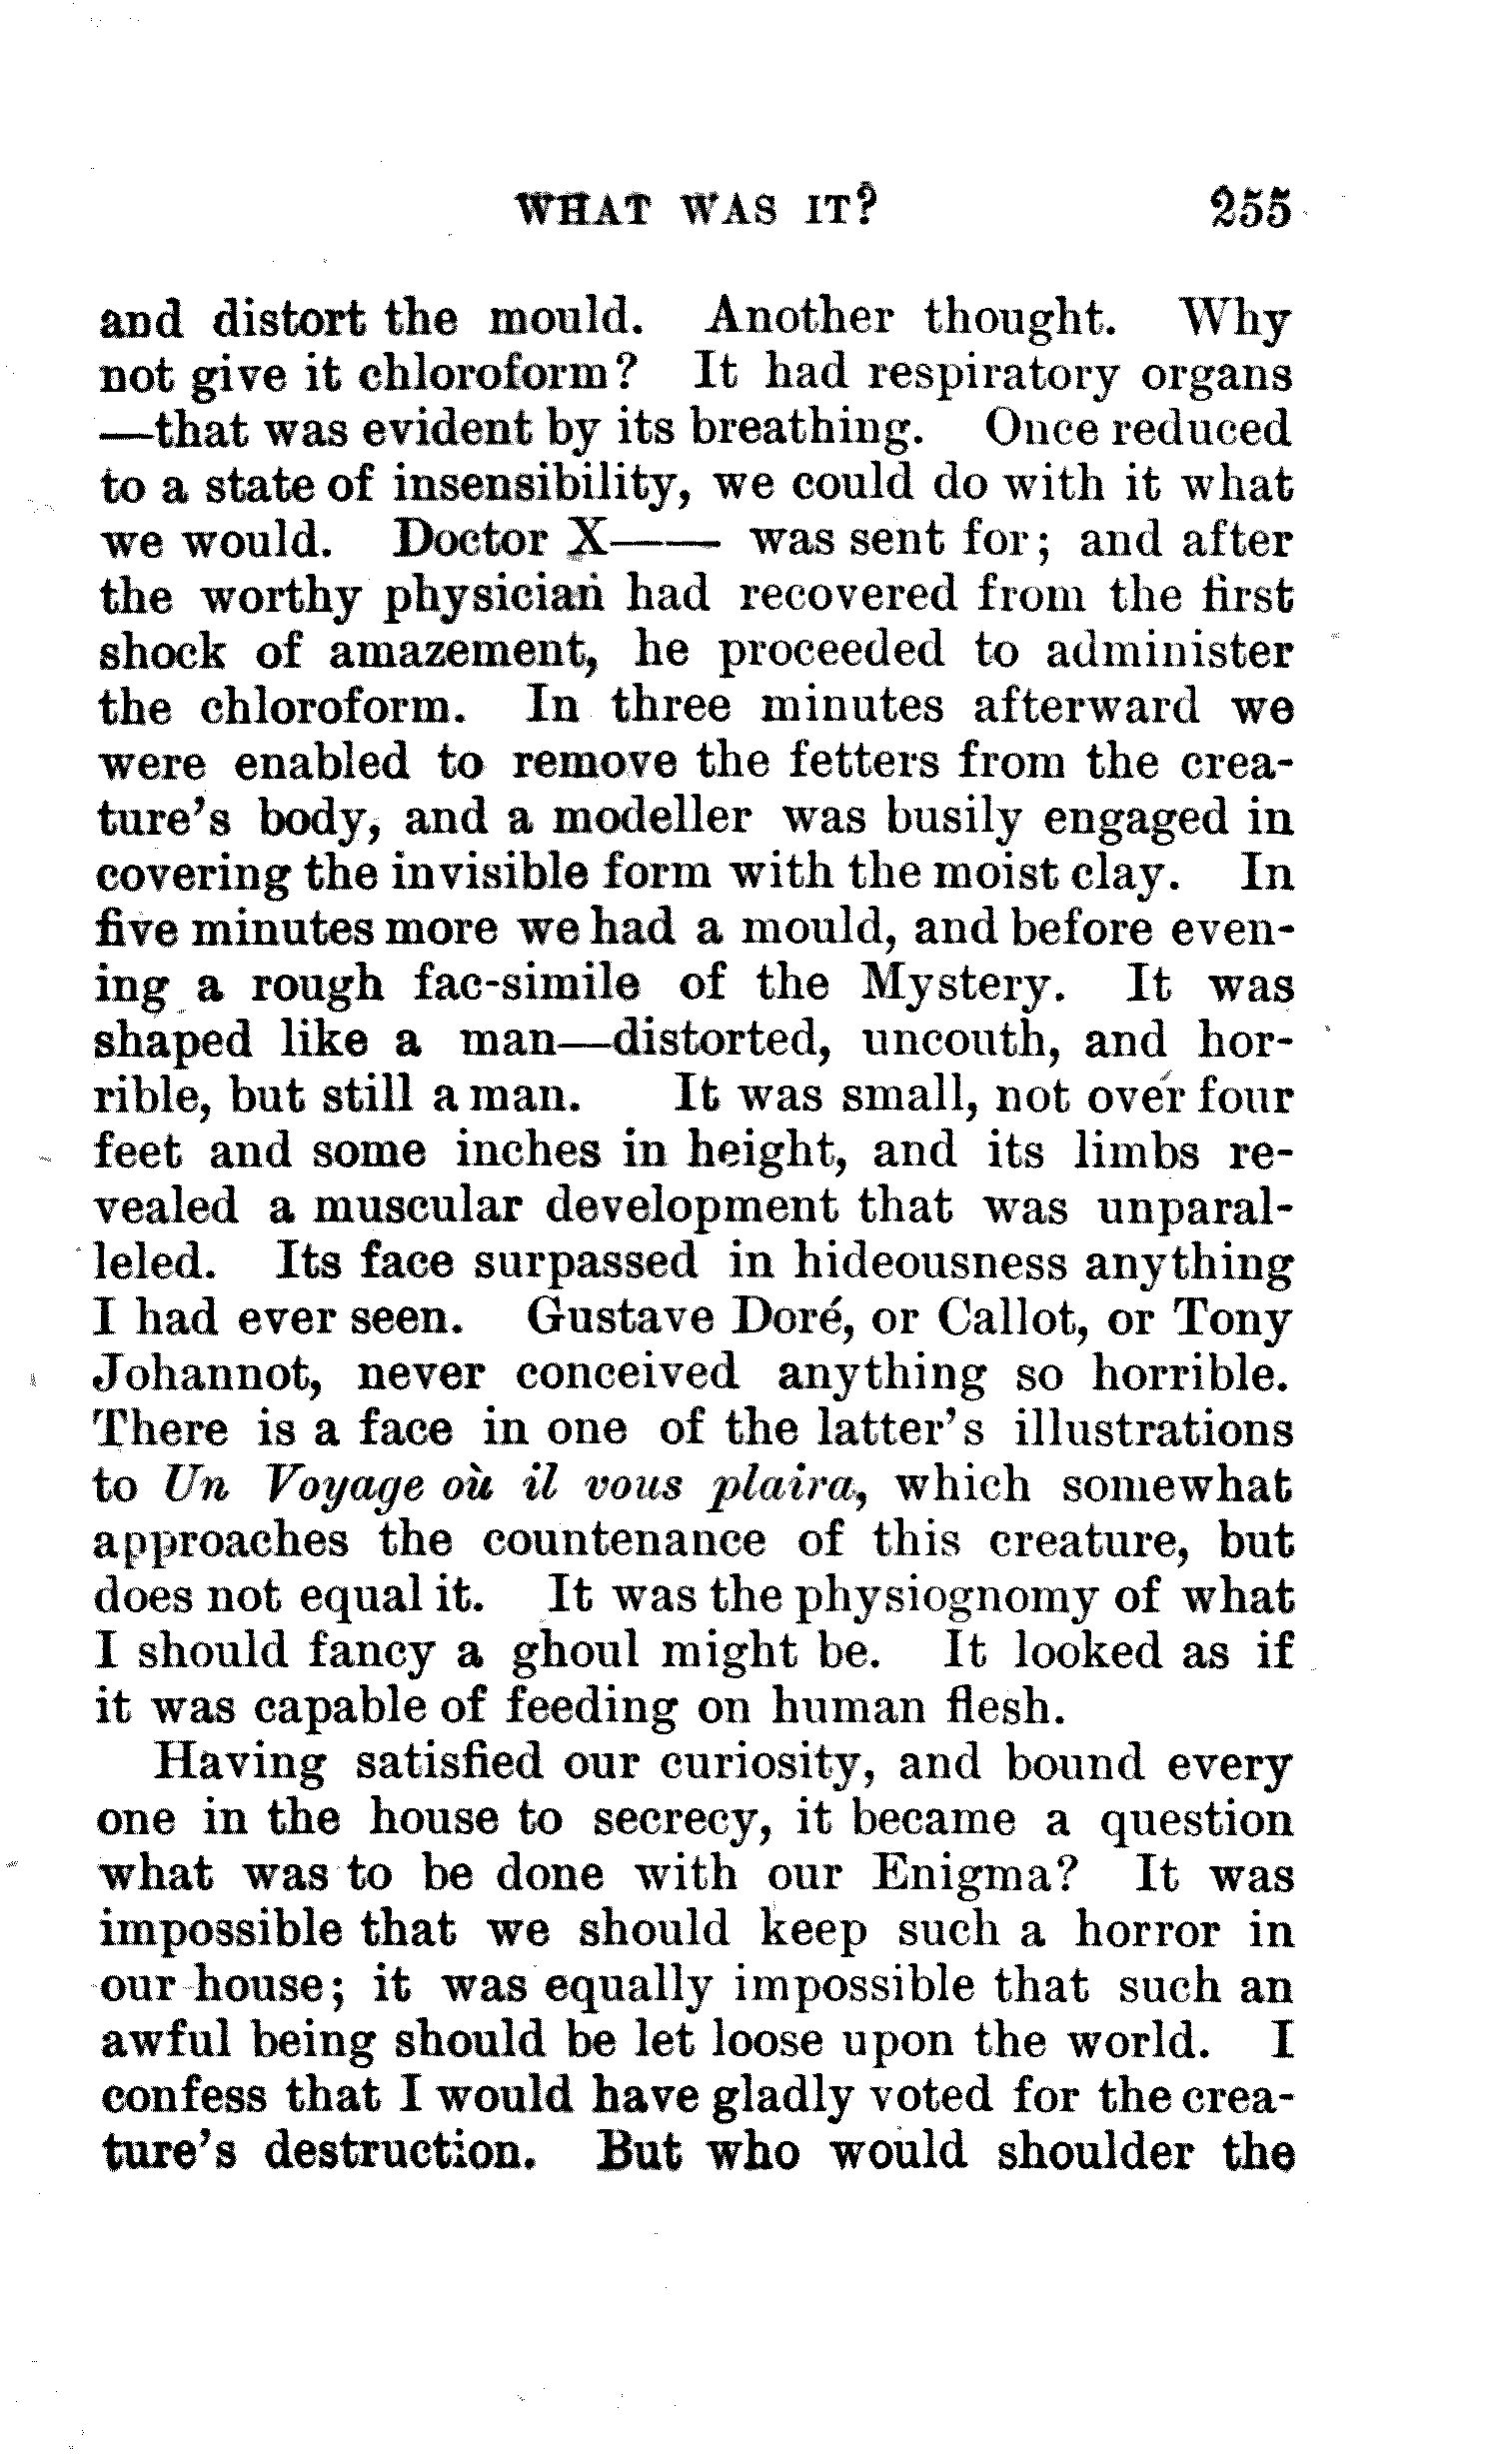 WHAT WAS IT? 255
and distort the mould. Another thought. Why
not give it chloroform? It had respiratory organs
—that was evident by its breathing. Once reduced
to a state of insensibility, we could do with it what
we would. Doctor X—— was sent for; and after
the worthy physician had recovered from the first
shock of amazement, he proceeded to administer
the chloroform. In three minutes afterward we
were enabled to remove the fetters from the crea-
ture's body, and a modeller was busily engaged in
covering the invisible form with the moist clay. In
five minutes more we had a mould, and before even-
ing a rough fac-simile of the Mystery. It was
shaped like a man—distorted, uncouth, and hor-
rible, but still a man. It was small, not over four
feet and some inches in height, and its limbs re-
vealed a muscular development that was unparal-
leled. Its face surpassed in hideousness anything
I had ever seen. Gustave Doré, or Callot, or Tony
Johannot, never conceived anything so horrible.
There is a face in one of the latter's illustrations
to Un Voyage où il vous plaira, which somewhat
approaches the countenance of this creature, but
does not equal it. It was the physiognomy of what
I should fancy a ghoul might be. It looked as if
it was capable of feeding on human flesh.
Having satisfied our curiosity, and bound every
one in the house to secrecy, it became a question
what was to be done with our Enigma? It was
impossible that we should keep such a horror in
our house; it was equally impossible that such an
awful being should be let loose upon the world. I
confess that I would have gladly voted for the crea-
ture's destruction. But who would shoulder the